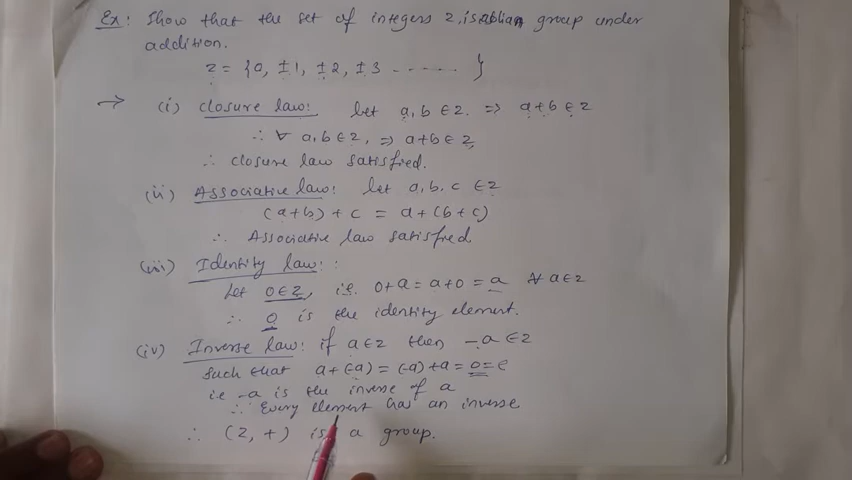 Ex: Show that the set of integers z, is abelian group under
addition.
z = {0, ±1, ±2, ±3 ------ }
→ (i) closure law: Let a, b ∈ z. ⇒ a+b ∈ z
∴ ∀ a, b ∈ z, ⇒ a+b ∈ z
∴ closure law satisfied.
(ii) Associative law: let a, b, c ∈ z
(a+b) + c = a + (b+c)
∴ Associative law satisfied
(iii) Identity law: :
Let 0 ∈ z, i.e. 0+a = a+0 = a ∀ a ∈ z
∴ 0 is the identity element.
(iv) Inverse law: if a ∈ z then -a ∈ z
such that a+(-a) = (-a)+a = 0 = e
i.e -a is the inverse of a
∴ Every element has an inverse
∴ (z, +) is a group.